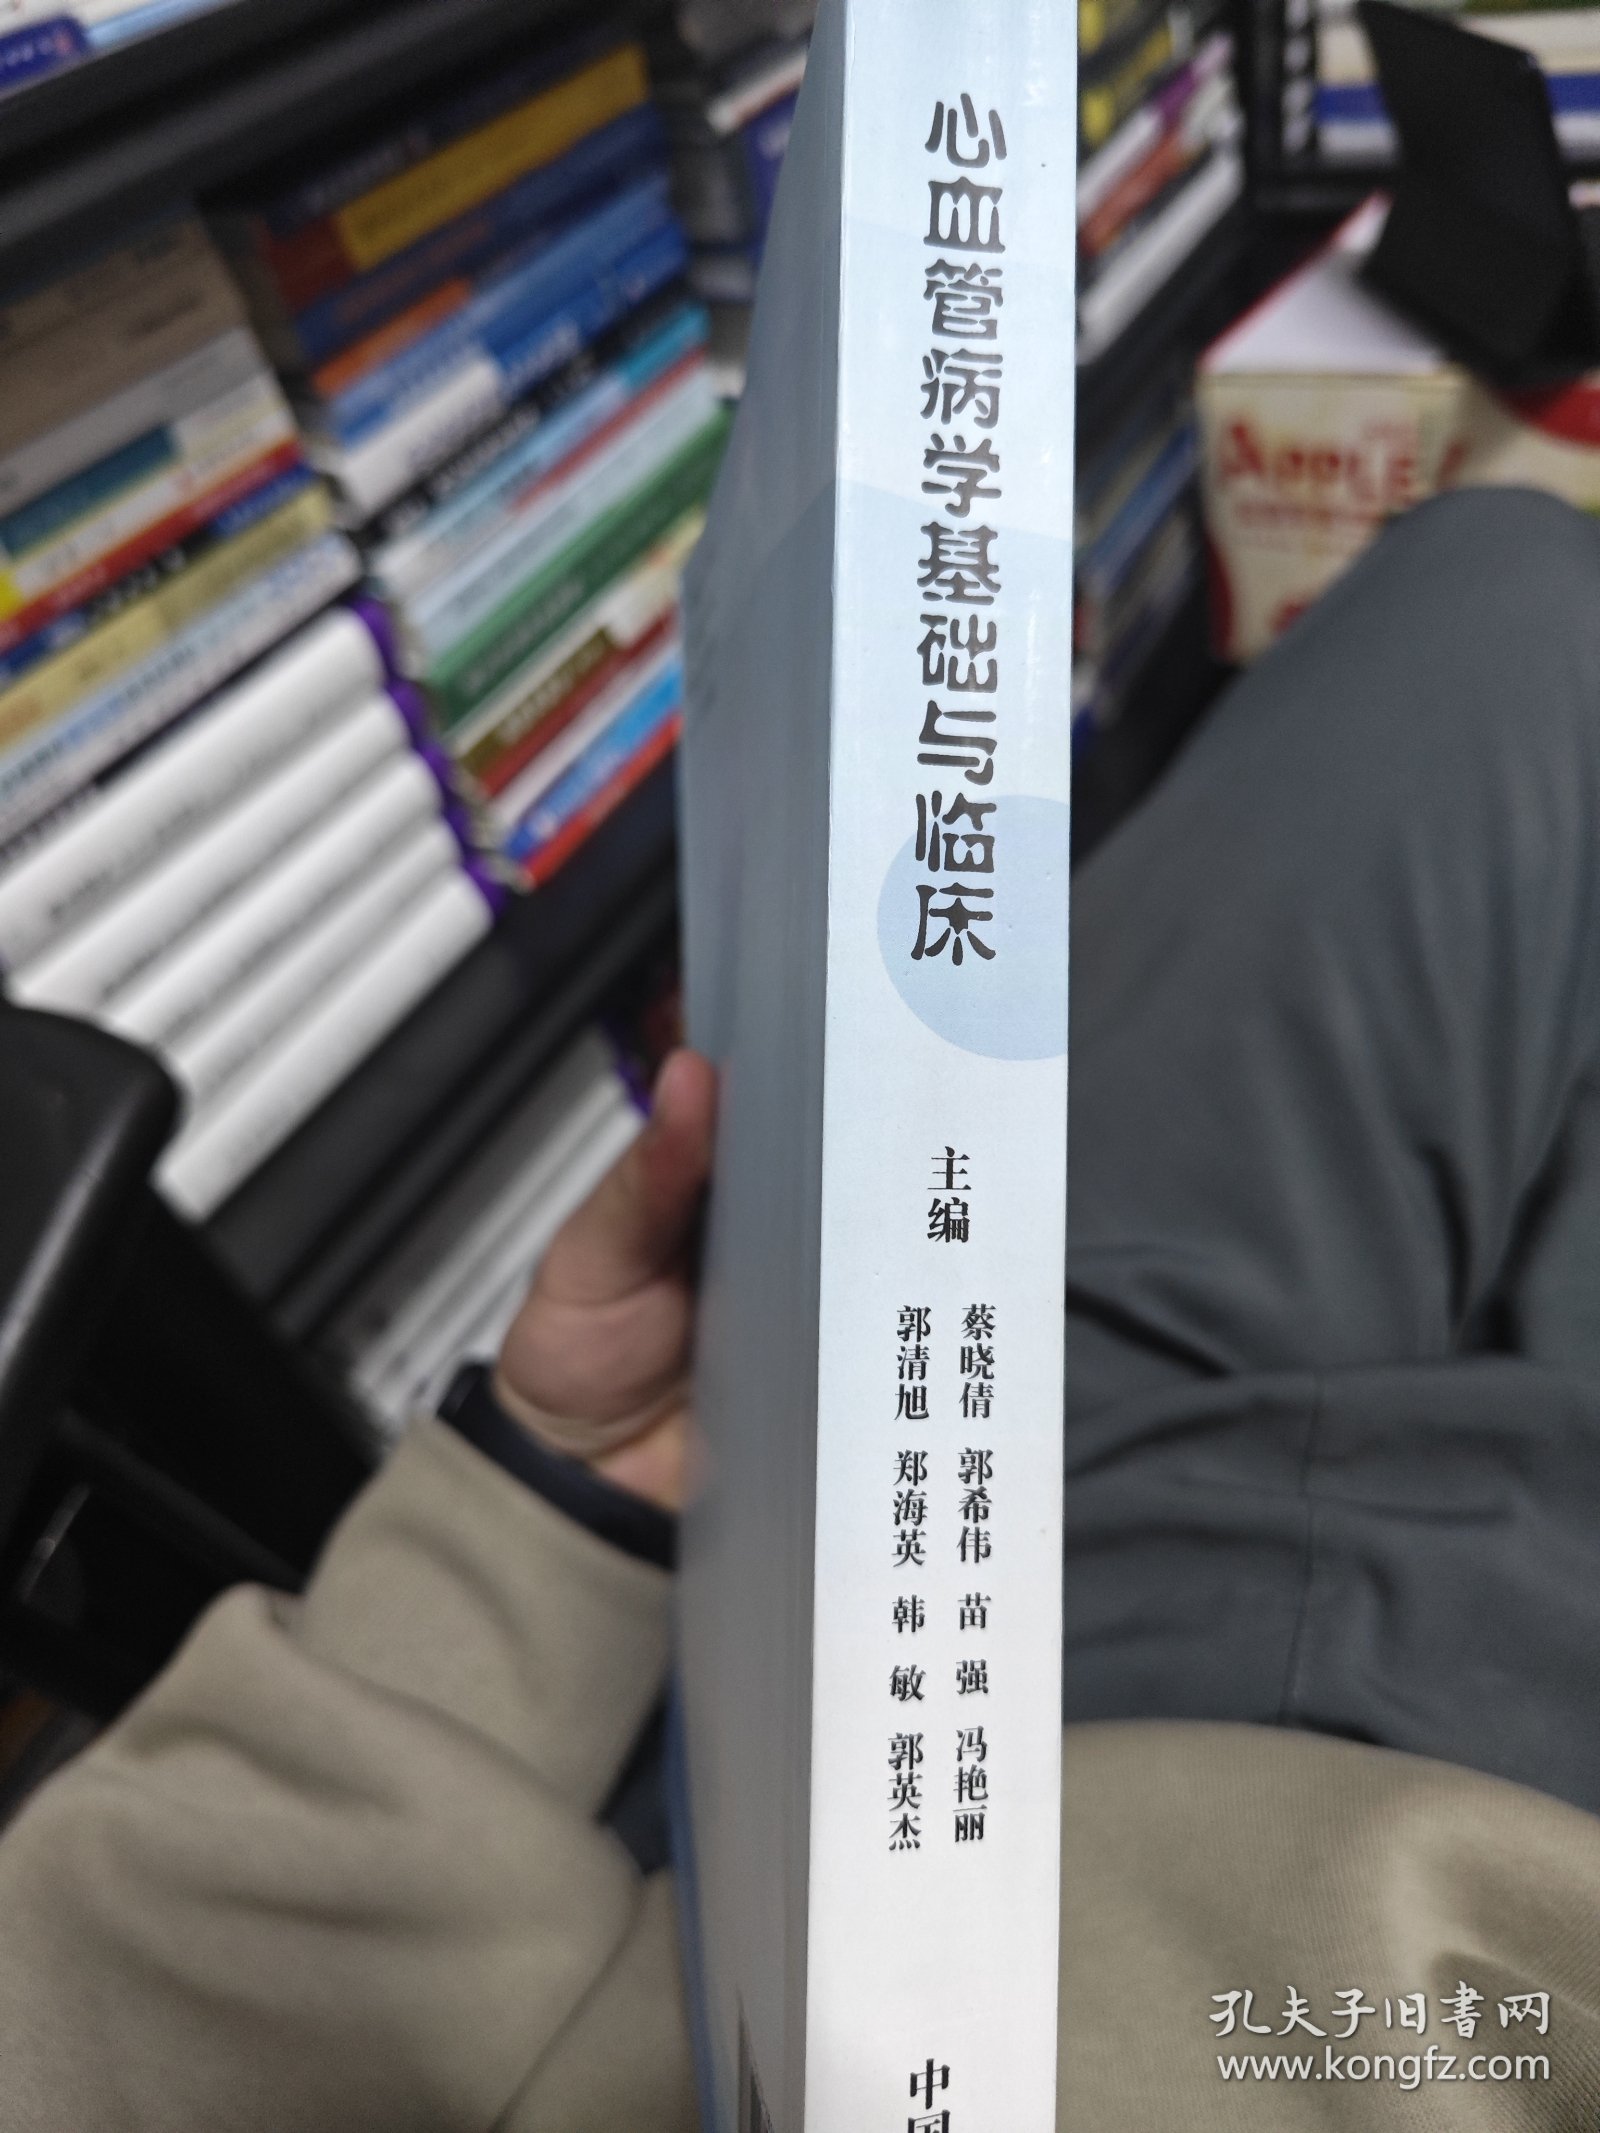 心血管病学基础与临床
主编
蔡晓倩 郭希伟 苗 强 冯艳丽
郭清旭 郑海英 韩 敏 郭英杰
中国
APPLE
孔夫子旧书网
www.kongfz.com